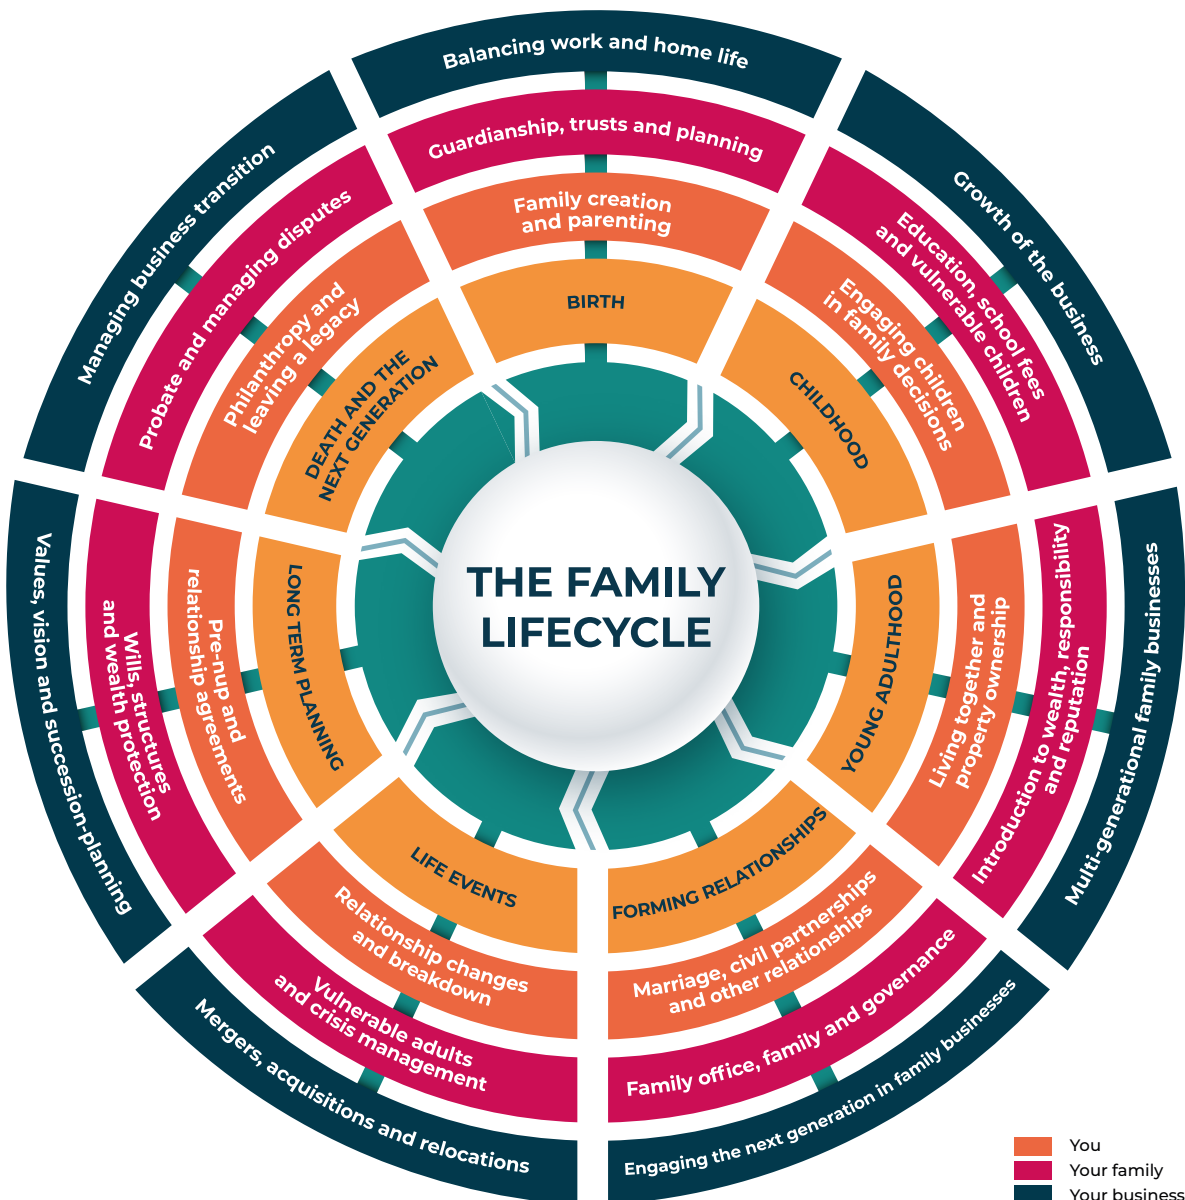 THE FAMILY
LIFECYCLE
BIRTH
Family creation
and parenting
Guardianship, trusts and planning
Balancing work and home life
CHILDHOOD
Engaging children
in family decisions
Education, school fees
and vulnerable children
Growth of the business
YOUNG ADULTHOOD
Living together and
property ownership
Introduction to wealth, responsibility
and reputation
Multi-generational family businesses
FORMING RELATIONSHIPS
Marriage, civil partnerships
and other relationships
Family office, family and governance
Engaging the next generation in family businesses
LIFE EVENTS
Relationship changes
and breakdown
Vulnerable adults
and crisis management
Mergers, acquisitions and relocations
LONG TERM PLANNING
Pre-nup and
relationship agreements
Wills, structures
and wealth protection
Values, vision and succession-planning
DEATH AND THE
NEXT GENERATION
Philanthropy and
leaving a legacy
Probate and managing disputes
Managing business transition
You
Your family
Your business